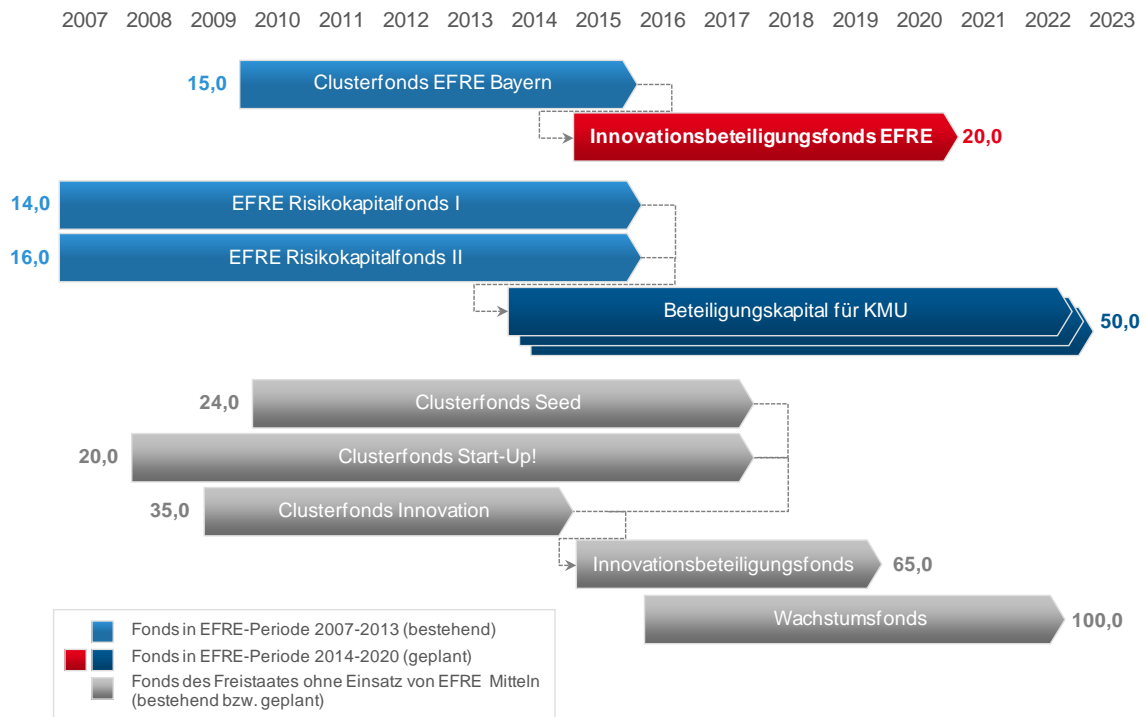 2007 2008 2009 2010 2011 2012 2013 2014 2015 2016 2017 2018 2019 2020 2021 2022 2023
15,0 Clusterfonds EFRE Bayern
Innovationsbeteiligungsfonds EFRE 20,0
14,0 EFRE Risikokapitalfonds I
16,0 EFRE Risikokapitalfonds II
Beteiligungskapital für KMU 50,0
24,0 Clusterfonds Seed
20,0 Clusterfonds Start-Up!
35,0 Clusterfonds Innovation
Innovationsbeteiligungsfonds 65,0
Wachstumsfonds 100,0
Fonds in EFRE-Periode 2007-2013 (bestehend)
Fonds in EFRE-Periode 2014-2020 (geplant)
Fonds des Freistaates ohne Einsatz von EFRE Mitteln
(bestehend bzw. geplant)